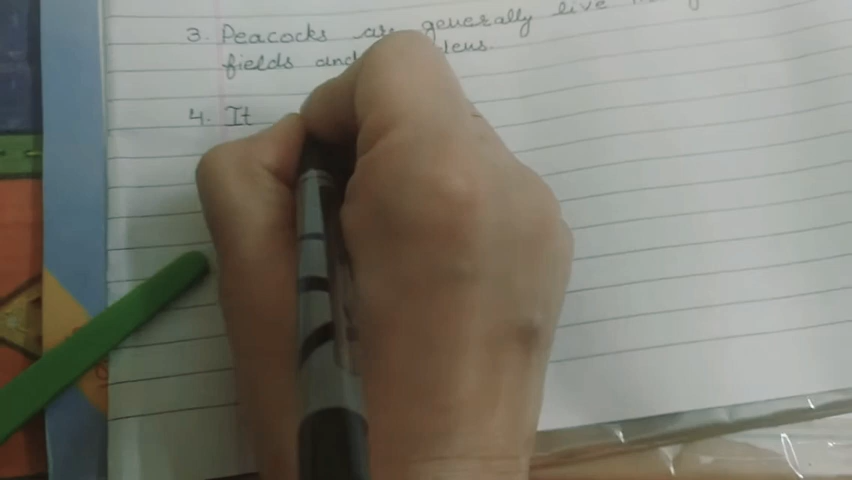 3. Peacocks are generally live
fields and
4. It